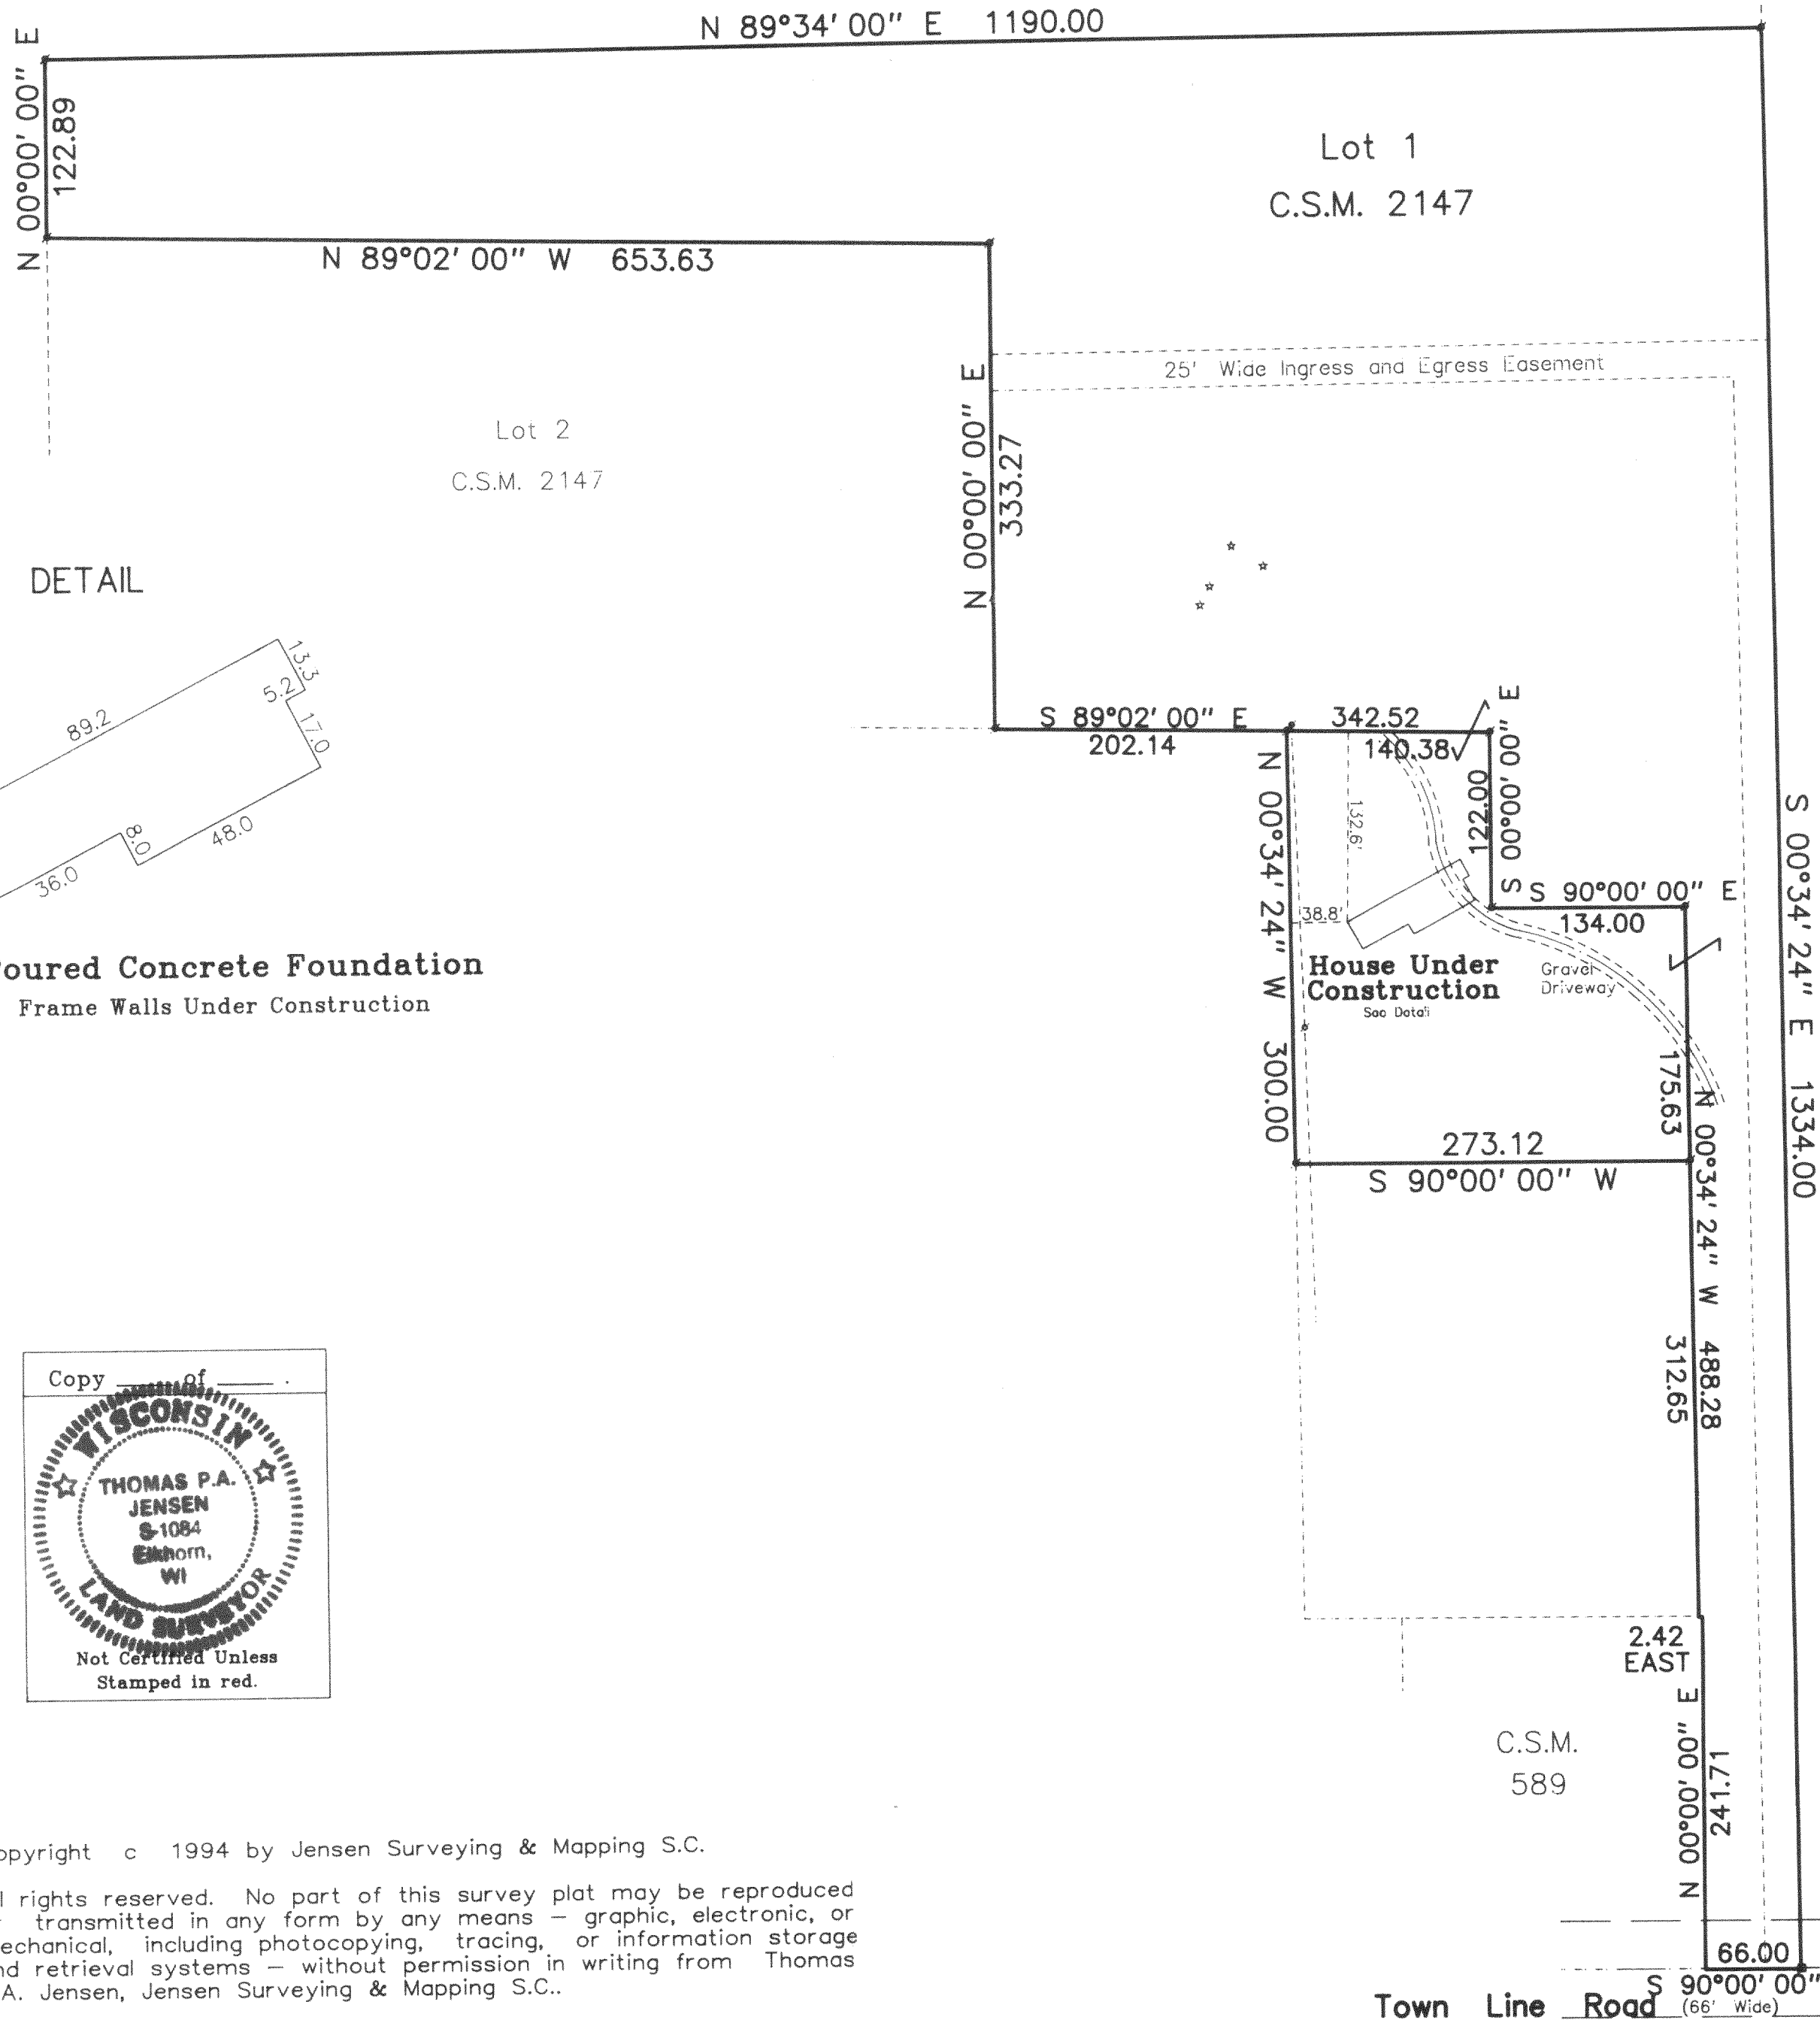 N 89°34' 00" E 1190.00
N 00°00' 00" E
122.89
Lot 1
C.S.M. 2147
N 89°02' 00" W 653.63
25' Wide Ingress and Egress Easement
N 00°00' 00" E
333.27
Lot 2
C.S.M. 2147
DETAIL
13.3
5.2
17.0
89.2
8.0
48.0
36.0
oured Concrete Foundation
Frame Walls Under Construction
S 89°02' 00" E 342.52
202.14
140.38
S 00°00' 00" E
122.00
132.6'
38.8'
N 00°34' 24" W 300.00
S 90°00' 00" E
134.00
House Under
Construction
Gravel
Driveway
175.63
S 00°34' 24" E 1334.00
273.12
S 90°00' 00" W
N 00°34' 24" W 488.28
312.65
Copy ____ of ____ .
WISCONSIN
THOMAS P.A.
JENSEN
S-1084
Elkhorn,
WI
LAND SURVEYOR
Not Certified Unless
Stamped in red.
2.42
EAST
N 00°00' 00" E
241.71
C.S.M.
589
opyright c 1994 by Jensen Surveying & Mapping S.C.
l rights reserved. No part of this survey plat may be reproduced
transmitted in any form by any means — graphic, electronic, or
echanical, including photocopying, tracing, or information storage
nd retrieval systems — without permission in writing from Thomas
.A. Jensen, Jensen Surveying & Mapping S.C..
66.00
S 90°00' 00"
Town Line Road (66' Wide)